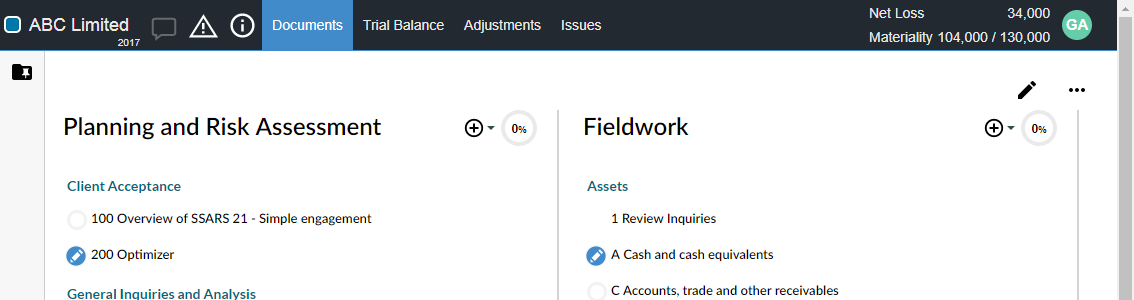 ABC Limited
2017
Documents
Trial Balance
Adjustments
Issues
Net Loss 34,000
Materiality 104,000 / 130,000
GA
Planning and Risk Assessment
0%
Client Acceptance
100 Overview of SSARS 21 - Simple engagement
200 Optimizer
General Inquiries and Analysis
Fieldwork
0%
Assets
1 Review Inquiries
A Cash and cash equivalents
C Accounts, trade and other receivables